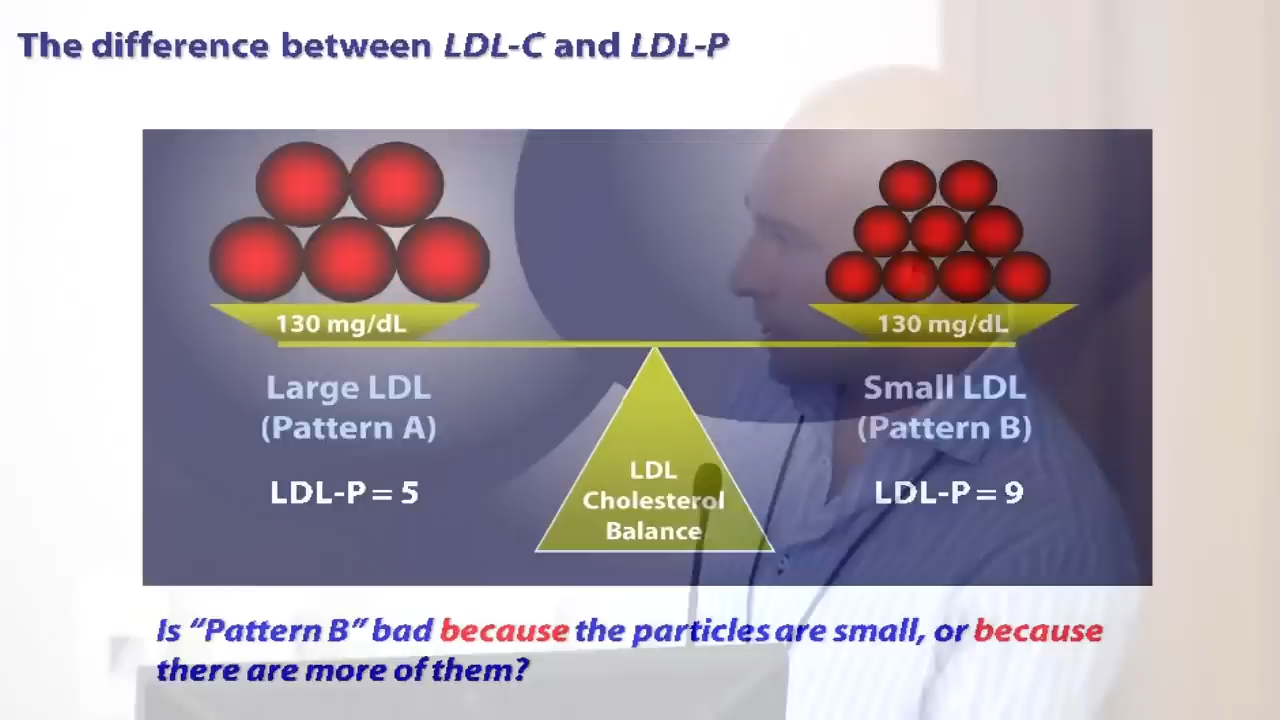 The difference between LDL-C and LDL-P
130 mg/dL
130 mg/dL
Large LDL
(Pattern A)
Small LDL
(Pattern B)
LDL-P = 5
LDL-P = 9
LDL
Cholesterol
Balance
Is “Pattern B” bad because the particles are small, or because
there are more of them?